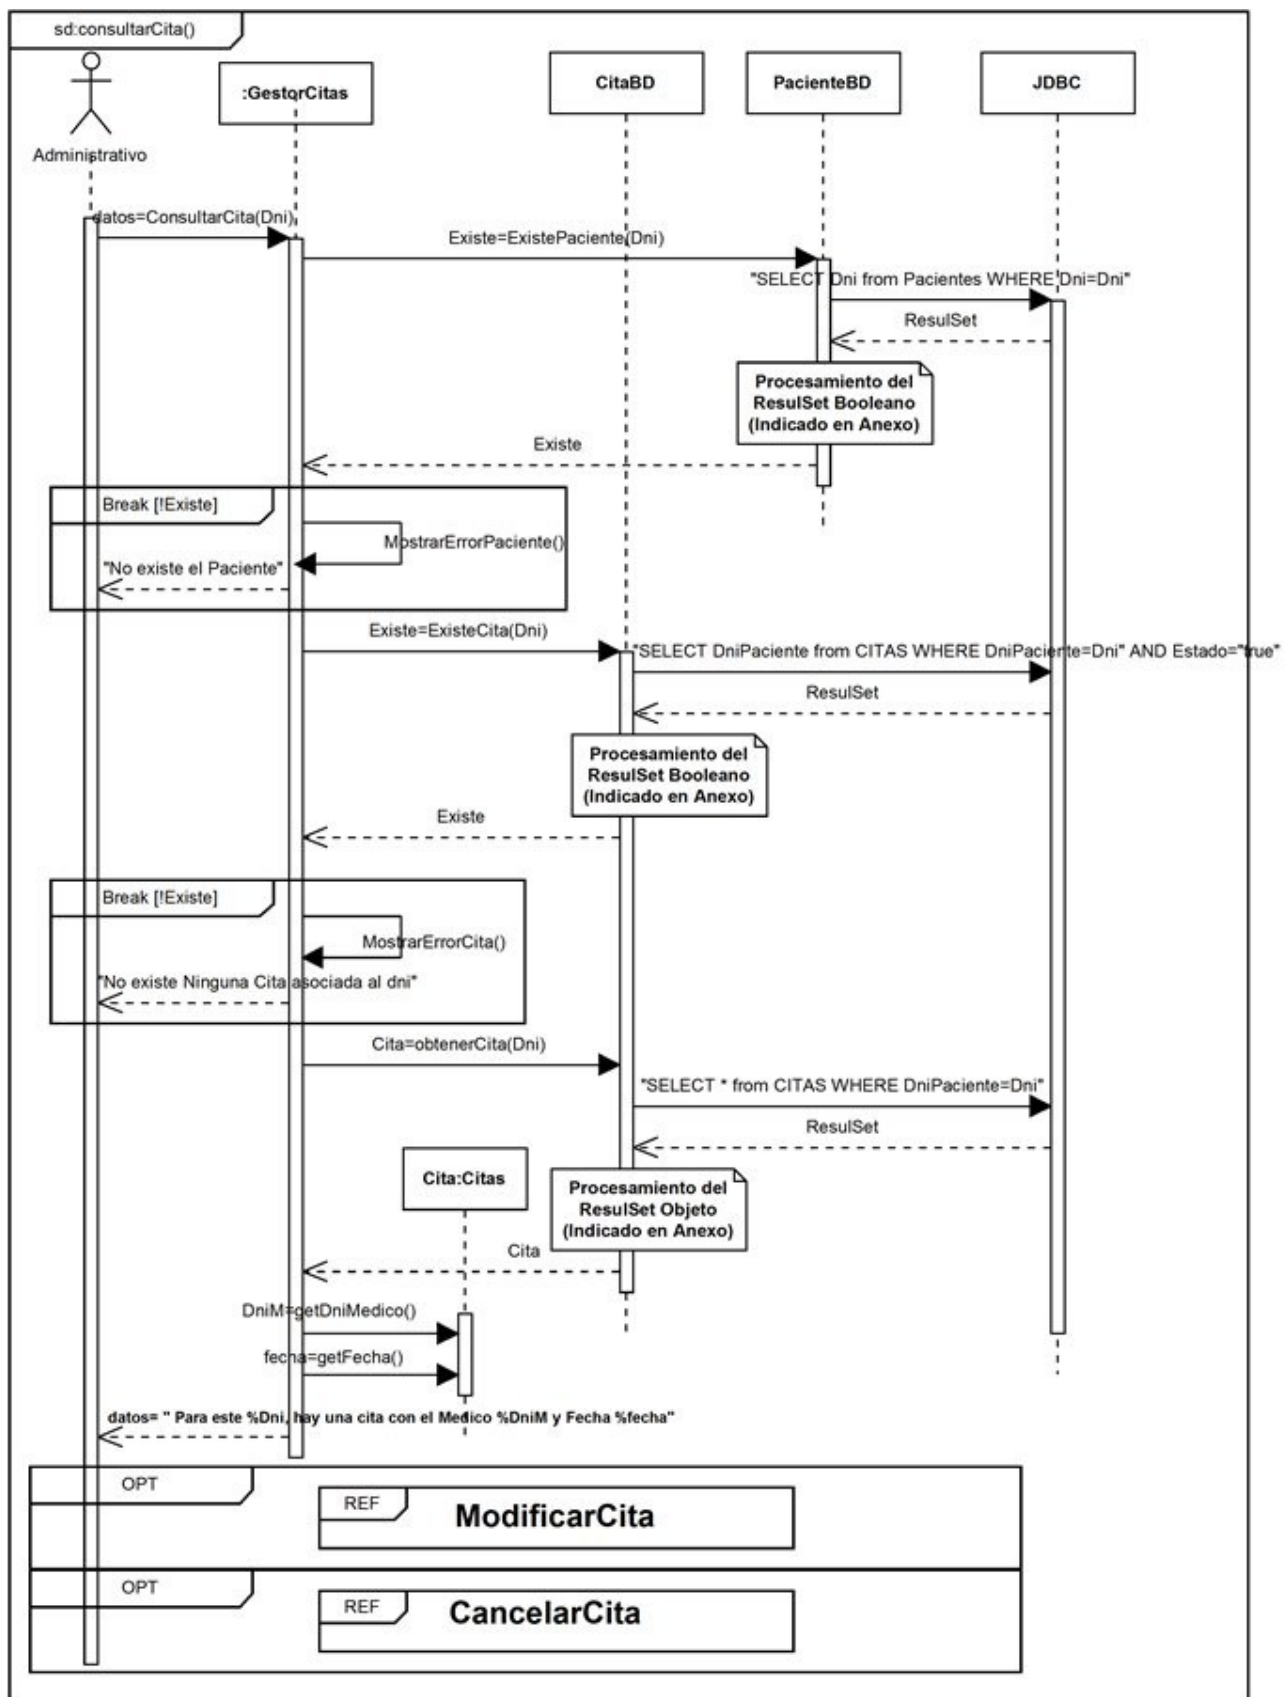 sd:consultarCita()
:GestorCitas
CitaBD
PacienteBD
JDBC
Administrativo
datos=ConsultarCita(Dni)
Existe=ExistePaciente(Dni)
"SELECT Dni from Pacientes WHERE Dni=Dni"
ResulSet
Procesamiento del
ResulSet Booleano
(Indicado en Anexo)
Existe
Break [!Existe]
MostrarErrorPaciente()
"No existe el Paciente"
Existe=ExisteCita(Dni)
"SELECT DniPaciente from CITAS WHERE DniPaciente=Dni" AND Estado="true"
ResulSet
Procesamiento del
ResulSet Booleano
(Indicado en Anexo)
Existe
Break [!Existe]
MostrarErrorCita()
"No existe Ninguna Cita asociada al dni"
Cita=obtenerCita(Dni)
"SELECT * from CITAS WHERE DniPaciente=Dni"
ResulSet
Cita:Citas
Procesamiento del
ResulSet Objeto
(Indicado en Anexo)
Cita
DniM=getDniMedico()
fecha=getFecha()
datos= " Para este %Dni, hay una cita con el Medico %DniM y Fecha %fecha"
OPT
REF
ModificarCita
OPT
REF
CancelarCita